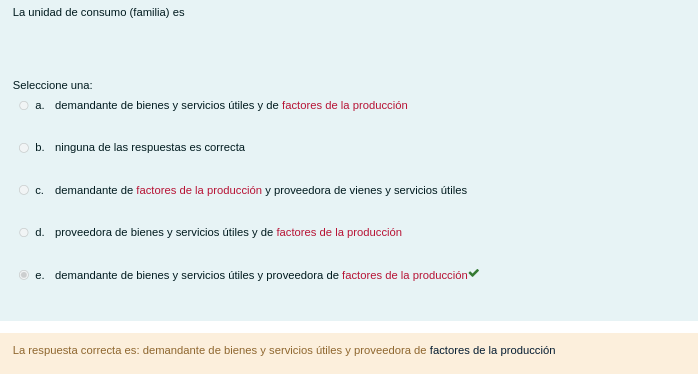 La unidad de consumo (familia) es
Seleccione una:
a. demandante de bienes y servicios útiles y de factores de la producción
b. ninguna de las respuestas es correcta
c. demandante de factores de la producción y proveedora de vienes y servicios útiles
d. proveedora de bienes y servicios útiles y de factores de la producción
e. demandante de bienes y servicios útiles y proveedora de factores de la producción
La respuesta correcta es: demandante de bienes y servicios útiles y proveedora de factores de la producción